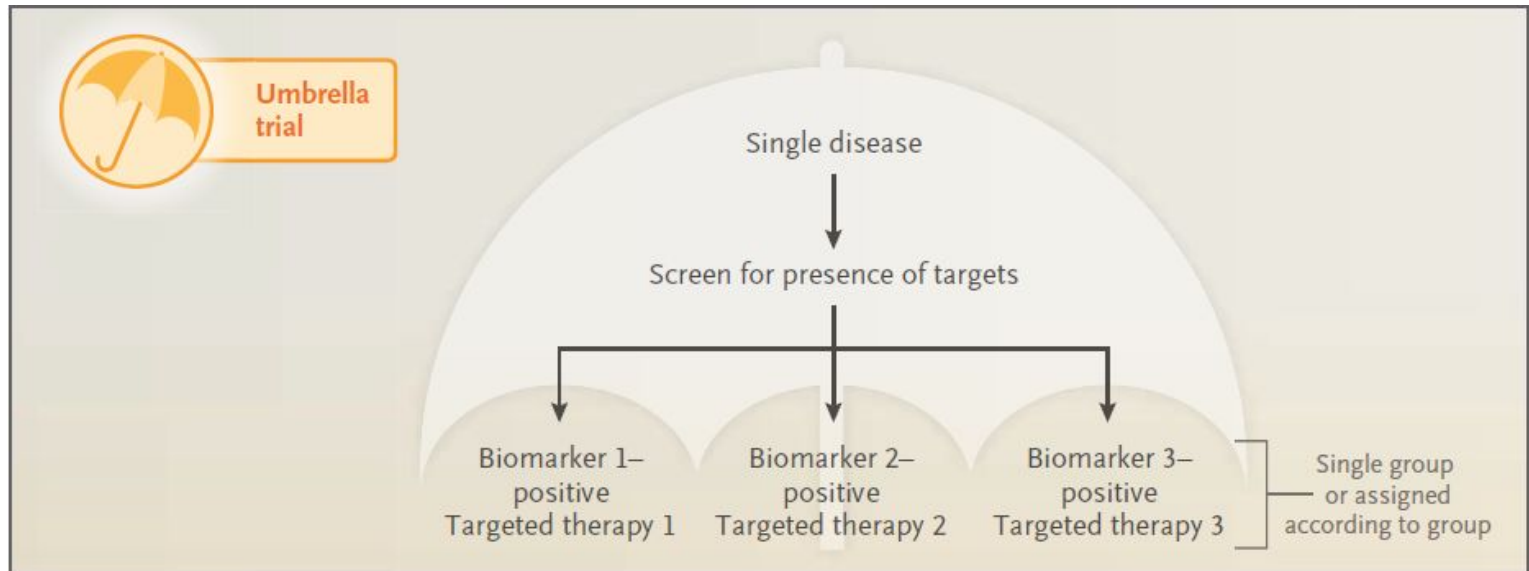 Umbrella
trial
Single disease
Screen for presence of targets
Biomarker 1–
positive
Targeted therapy 1
Biomarker 2–
positive
Targeted therapy 2
Biomarker 3–
positive
Targeted therapy 3
Single group
or assigned
according to group